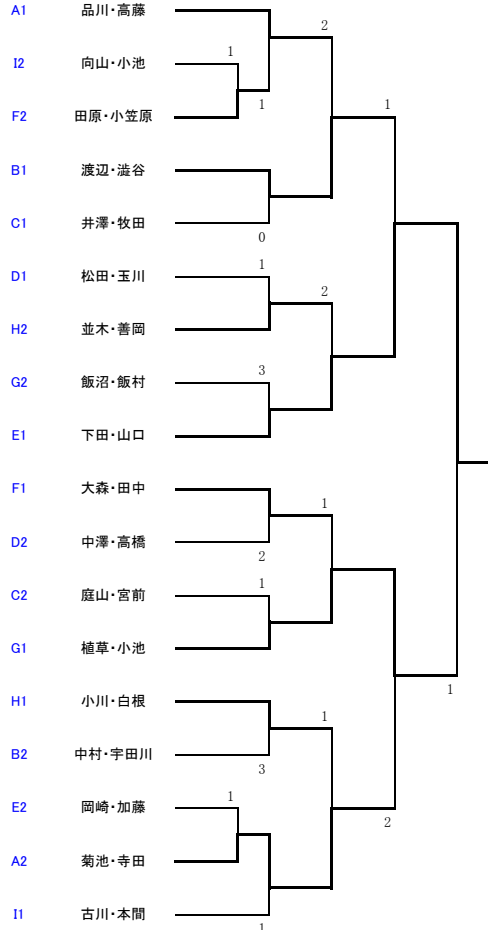 A1 品川・高藤
2
I2 向山・小池 1
F2 田原・小笠原 1 1
B1 渡辺・澁谷
C1 井澤・牧田 0
D1 松田・玉川 1
2
H2 並木・善岡
G2 飯沼・飯村 3
E1 下田・山口
F1 大森・田中
1
D2 中澤・高橋 2
C2 庭山・宮前 1
G1 植草・小池
1
H1 小川・白根
1
B2 中村・宇田川 3
E2 岡崎・加藤 1 2
A2 菊池・寺田
I1 古川・本間 1